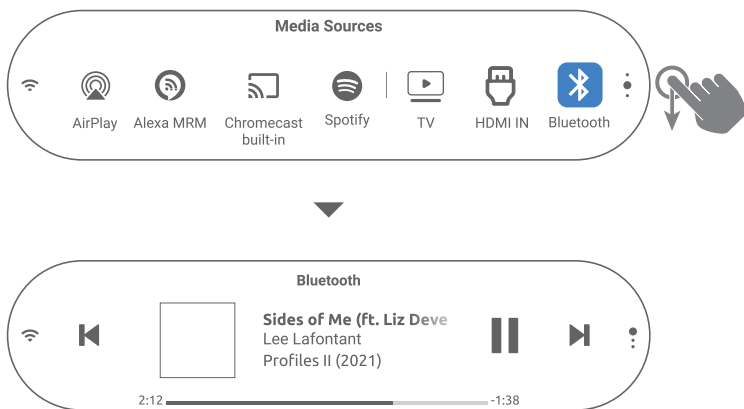 Media Sources
AirPlay
Alexa MRM
Chromecast
built-in
Spotify
TV
HDMI IN
Bluetooth
Bluetooth
Sides of Me (ft. Liz Deve
Lee Lafontant
Profiles II (2021)
2:12
-1:38